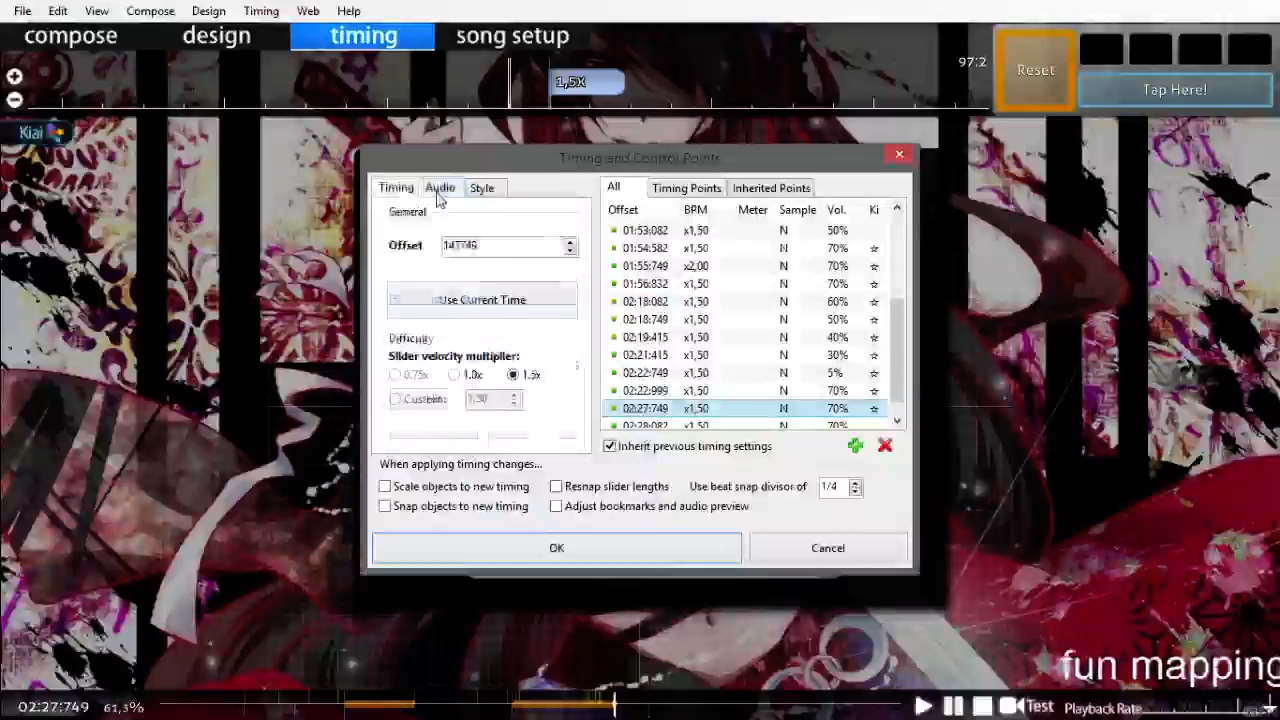 File Edit View Compose Design Timing Web Help
compose design timing song setup
97:2
Reset
Tap Here!
1,5X
Kiai
Timing and Control Points
Timing Audio Style
General
Offset 147749
Use Current Time
Difficulty
Slider velocity multiplier:
0.75x 1.0x 1.5x
Custom: 1,50
All Timing Points Inherited Points
Offset BPM Meter Sample Vol. Ki
01:53:082 x1,50 N 50%
01:54:582 x1,50 N 70% ☆
01:55:749 x2,00 N 70% ☆
01:56:832 x1,50 N 70% ☆
02:18:082 x1,50 N 60% ☆
02:18:749 x1,50 N 50% ☆
02:19:415 x1,50 N 40% ☆
02:21:415 x1,50 N 30% ☆
02:22:749 x1,50 N 5% ☆
02:22:999 x1,50 N 70% ☆
02:27:749 x1,50 N 70% ☆
02:28:082 x1,50 N 70%
Inherit previous timing settings
When applying timing changes...
Scale objects to new timing Resnap slider lengths Use beat snap divisor of 1/4
Snap objects to new timing Adjust bookmarks and audio preview
OK Cancel
fun mapping
02:27:749 61,3% Test Playback Rate